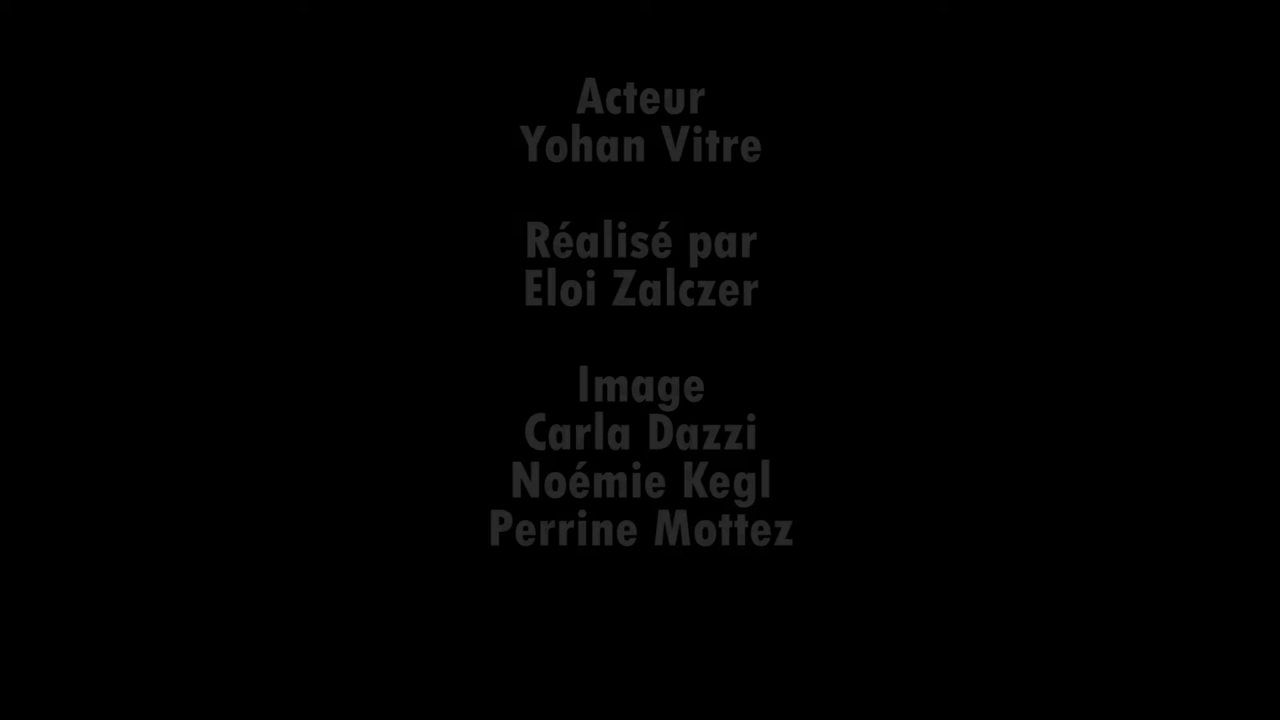 Acteur
Yohan Vitre
Réalisé par
Eloi Zalczer
Image
Carla Dazzi
Noémie Kegl
Perrine Mottez